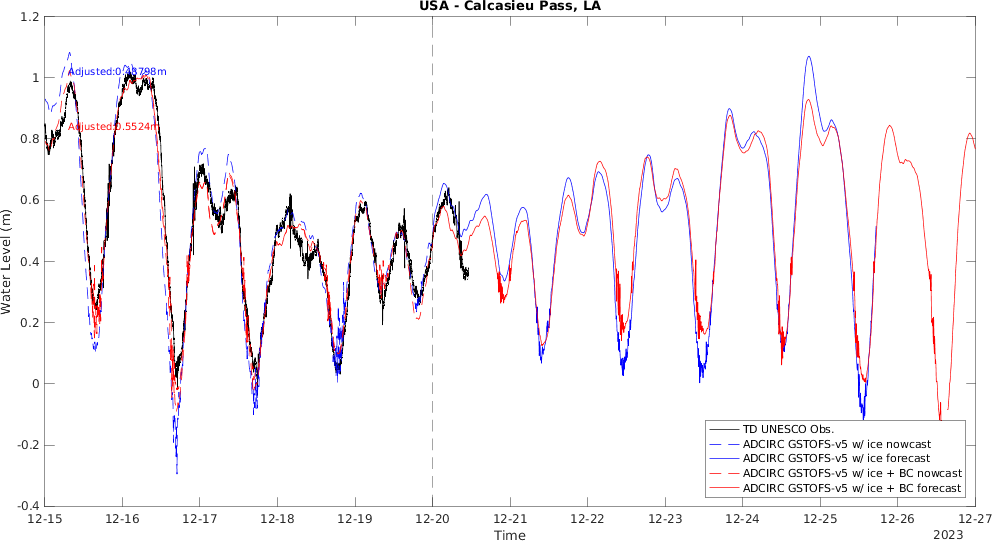 USA - Calcasieu Pass, LA
1.2
1
0.8
0.6
0.4
0.2
0
-0.2
-0.4
Water Level (m)
Adjusted:0.48798m
Adjusted:0.5524m
TD UNESCO Obs.
ADCIRC GSTOFS-v5 w/ ice nowcast
ADCIRC GSTOFS-v5 w/ ice forecast
ADCIRC GSTOFS-v5 w/ ice + BC nowcast
ADCIRC GSTOFS-v5 w/ ice + BC forecast
12-15 12-16 12-17 12-18 12-19 12-20 12-21 12-22 12-23 12-24 12-25 12-26 12-27
Time
2023